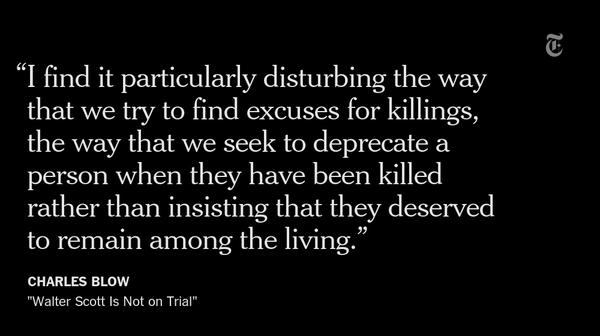 T
“I find it particularly disturbing the way
that we try to find excuses for killings,
the way that we seek to deprecate a
person when they have been killed
rather than insisting that they deserved
to remain among the living.”
CHARLES BLOW
"Walter Scott Is Not on Trial"